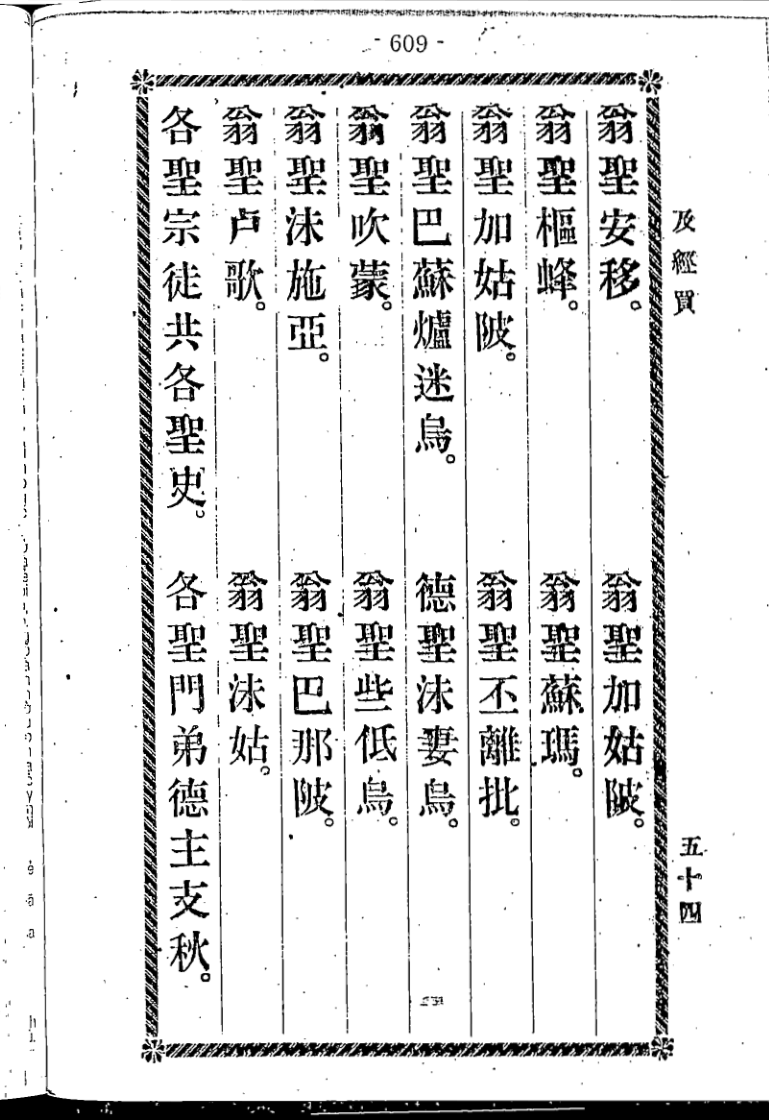 - 609 -
及經買
翁聖安移。 翁聖加姑陂。
翁聖樞蜂。 翁聖蘇瑪。
翁聖加姑陂。 翁聖丕離批。
翁聖巴蘇爐迷烏。 德聖沬妻烏。
翁聖吹蒙。 翁聖些低烏。
翁聖沬施亞。 翁聖巴那陂。
翁聖卢歌。 翁聖沬姑。
各聖宗徒共各聖史。 各聖門弟德主支秋。
五十四